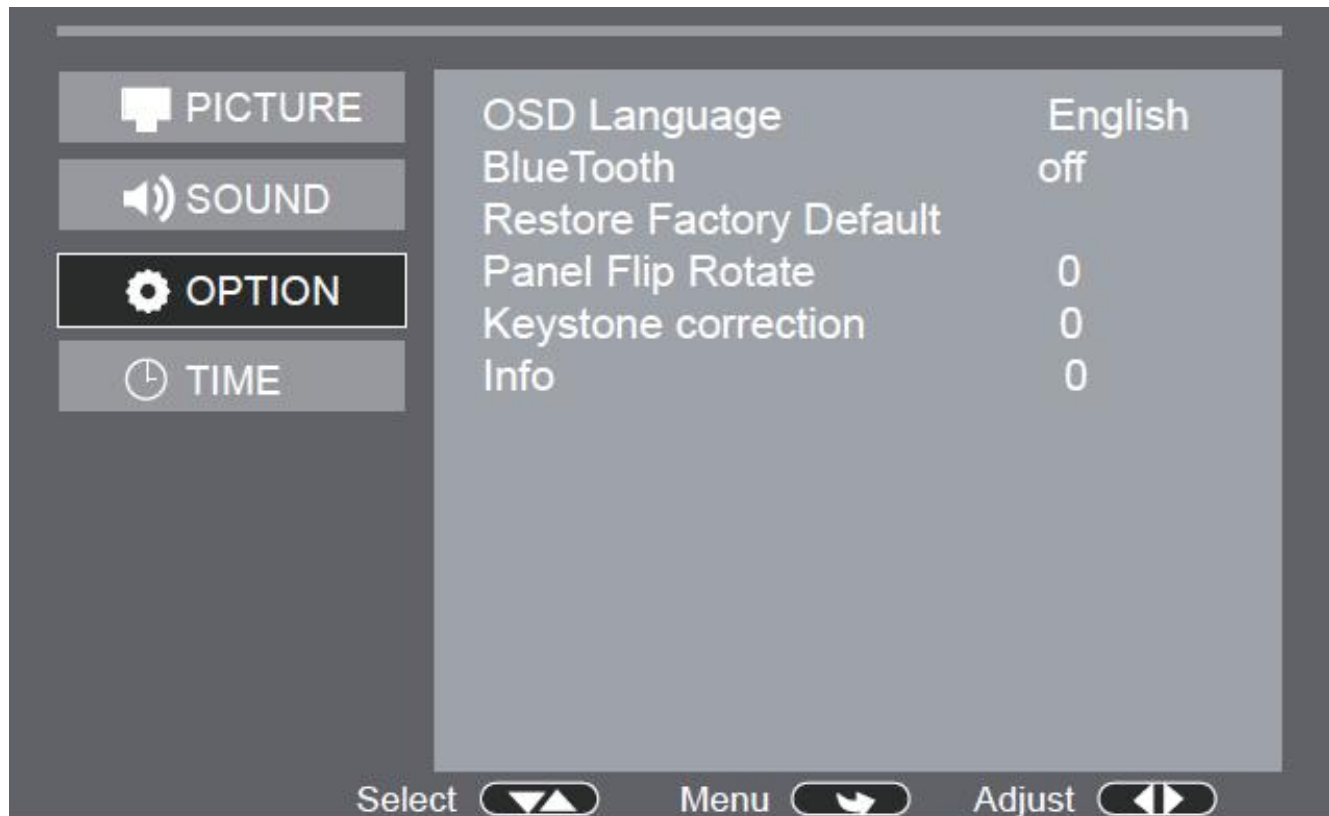 PICTURE
SOUND
OPTION
TIME
OSD Language English
BlueTooth off
Restore Factory Default
Panel Flip Rotate 0
Keystone correction 0
Info 0
Select Menu Adjust